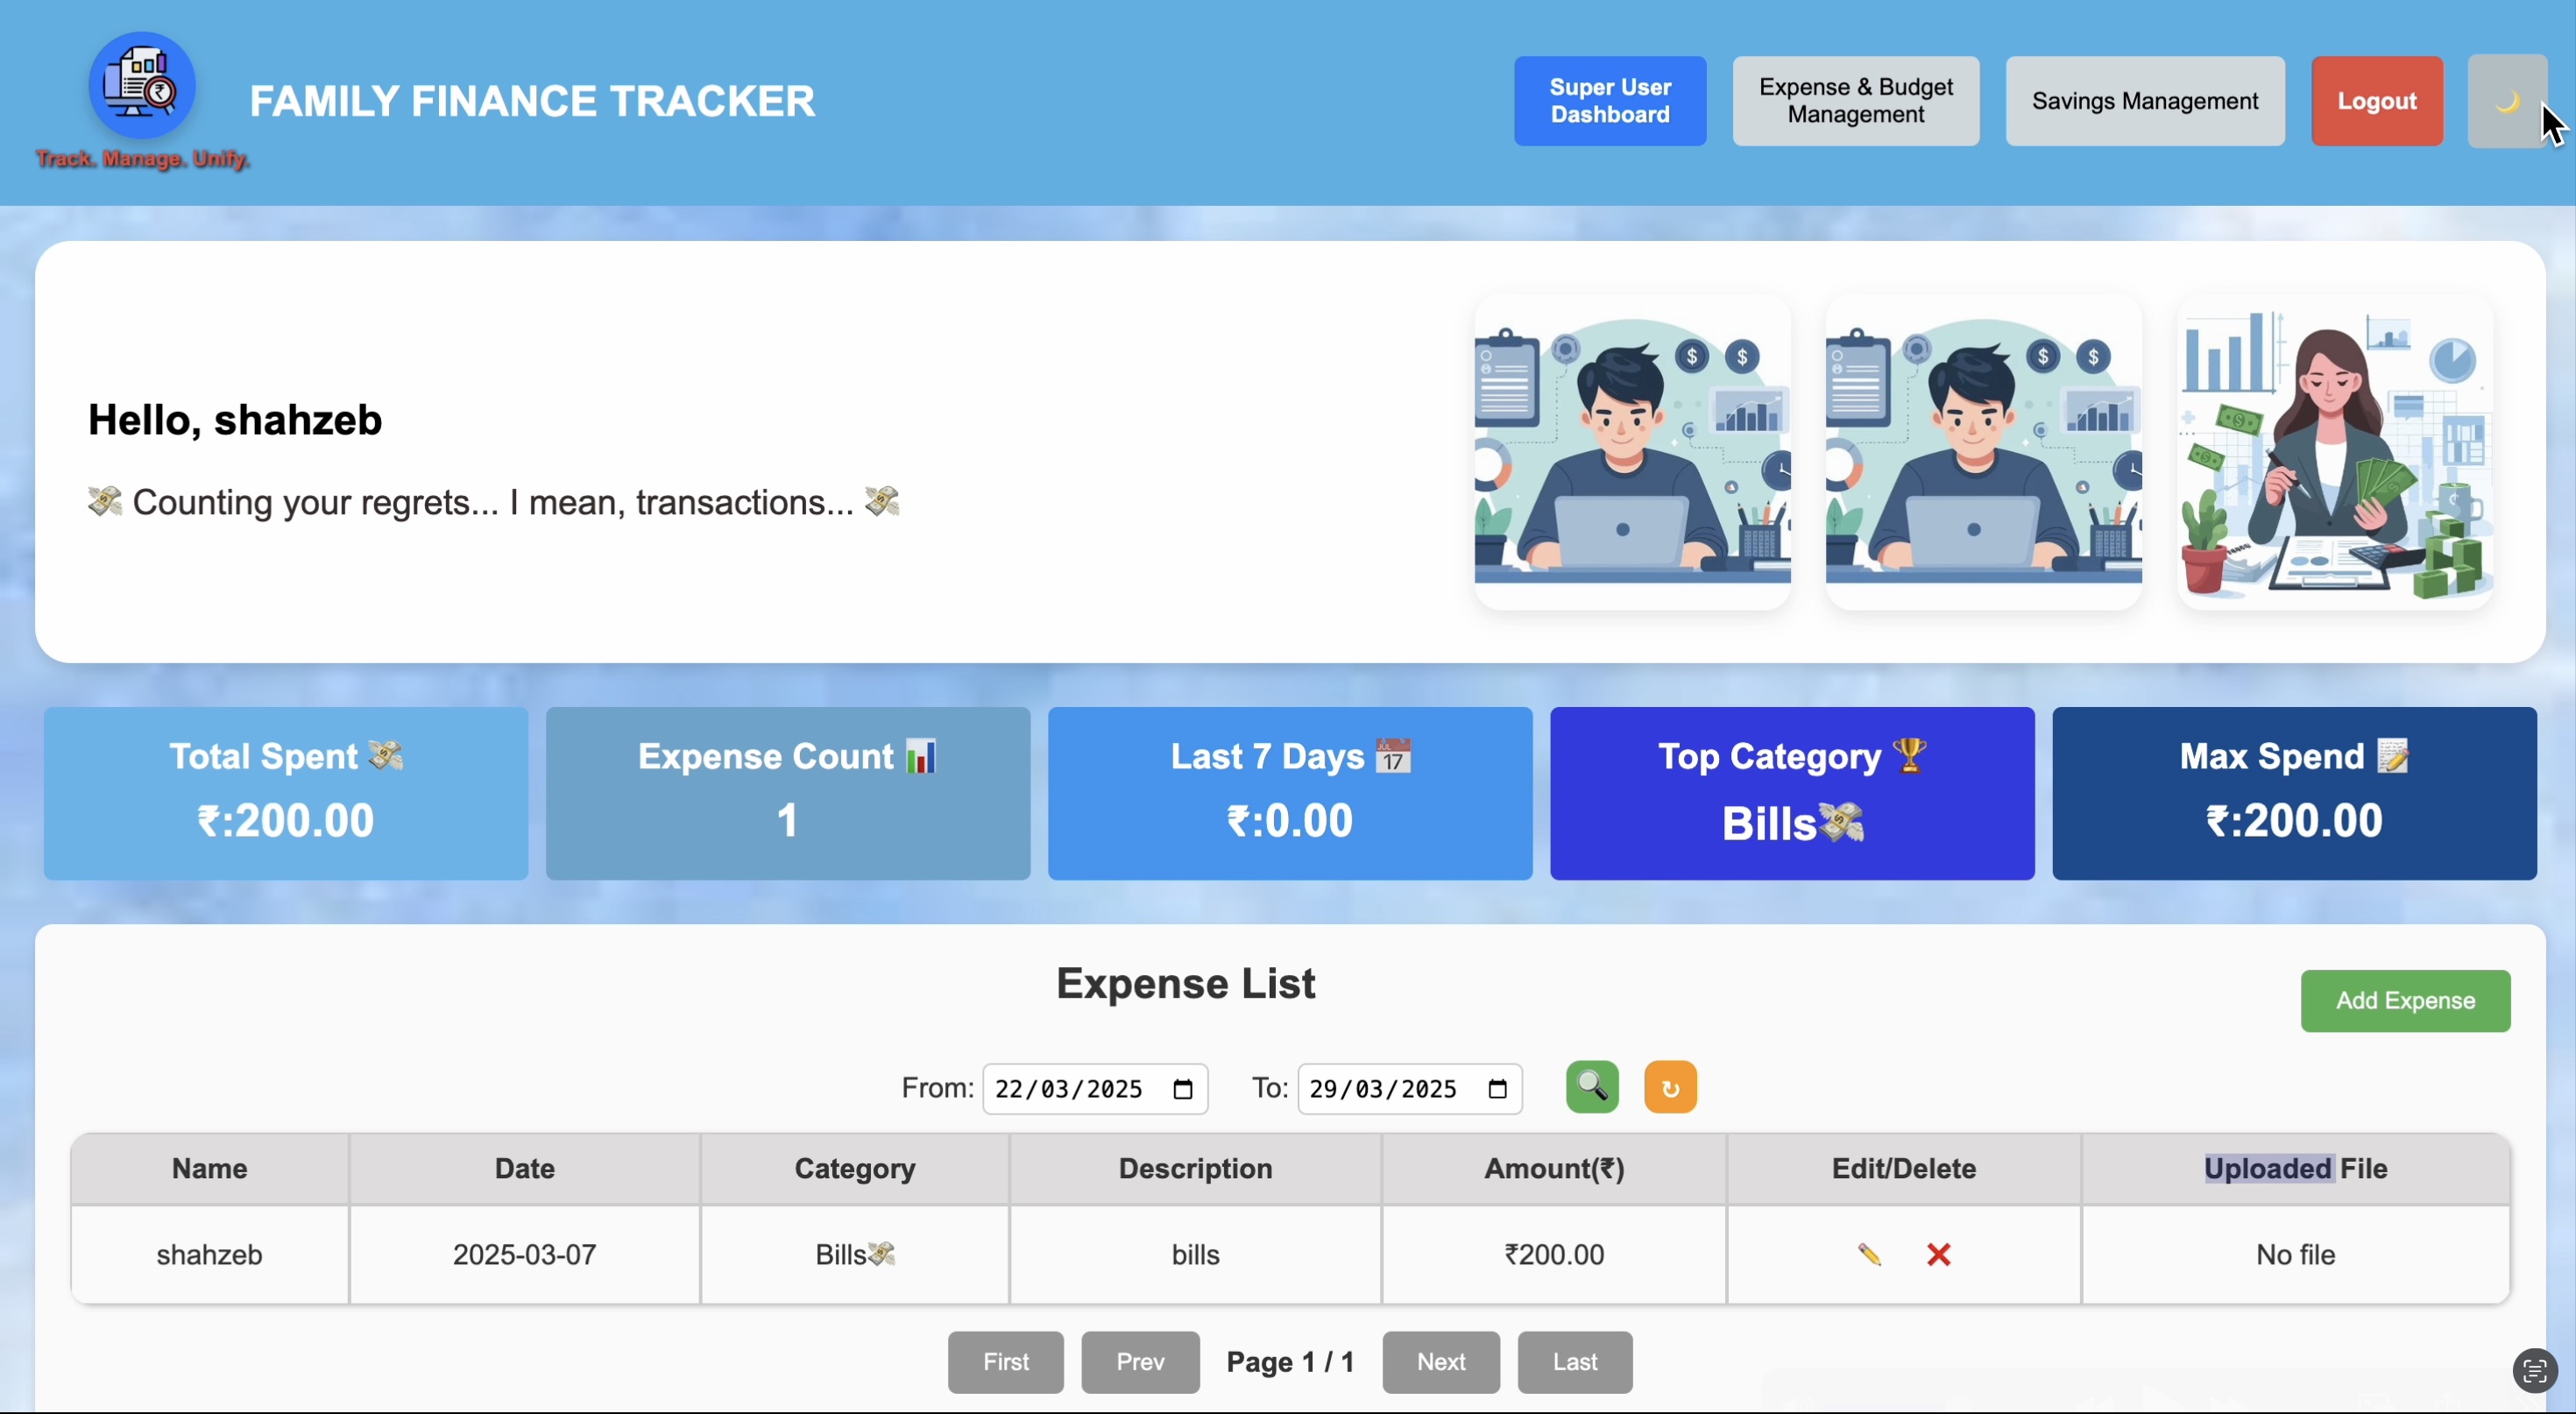 FAMILY FINANCE TRACKER
Track. Manage. Unify.
Super User
Dashboard
Expense & Budget
Management
Savings Management
Logout
Hello, shahzeb
💸 Counting your regrets... I mean, transactions... 💸
Total Spent 💸
₹:200.00
Expense Count 📊
1
Last 7 Days 📅
₹:0.00
Top Category 🏆
Bills💸
Max Spend 📝
₹:200.00
Expense List
Add Expense
From: 22/03/2025 To: 29/03/2025
Name Date Category Description Amount(₹) Edit/Delete Uploaded File
shahzeb 2025-03-07 Bills💸 bills ₹200.00 ✏️ ❌ No file
First Prev Page 1 / 1 Next Last